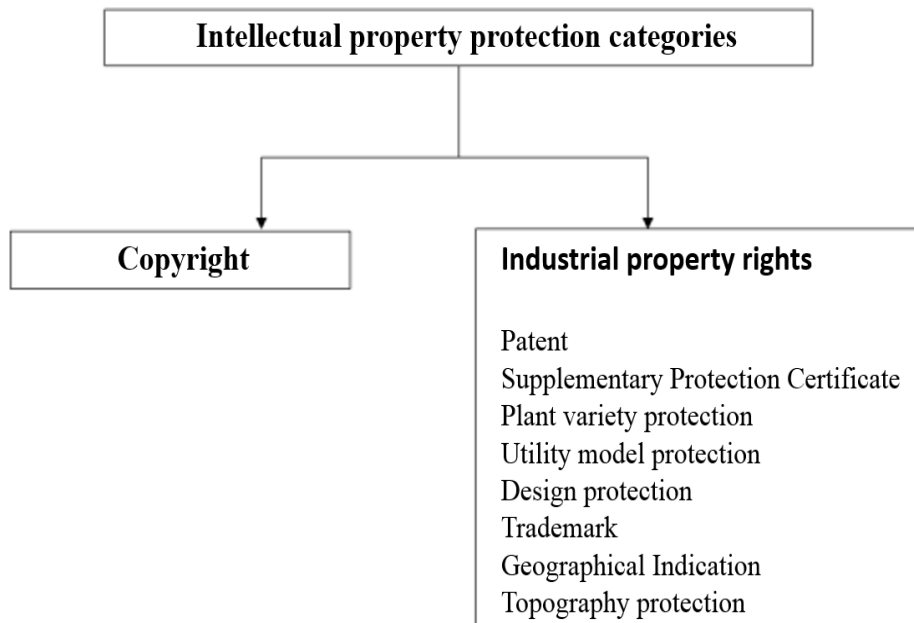 Intellectual property protection categories
Copyright
Industrial property rights
Patent
Supplementary Protection Certificate
Plant variety protection
Utility model protection
Design protection
Trademark
Geographical Indication
Topography protection